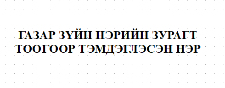 ГАЗАР ЗҮЙН НЭРИЙН ЗУРАГТ
ТООГООР ТЭМДЭГЛЭСЭН НЭР